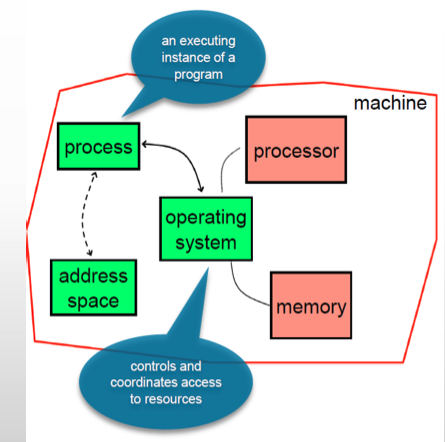 an executing
instance of a
program
machine
process
processor
operating
system
address
space
memory
controls and
coordinates access
to resources